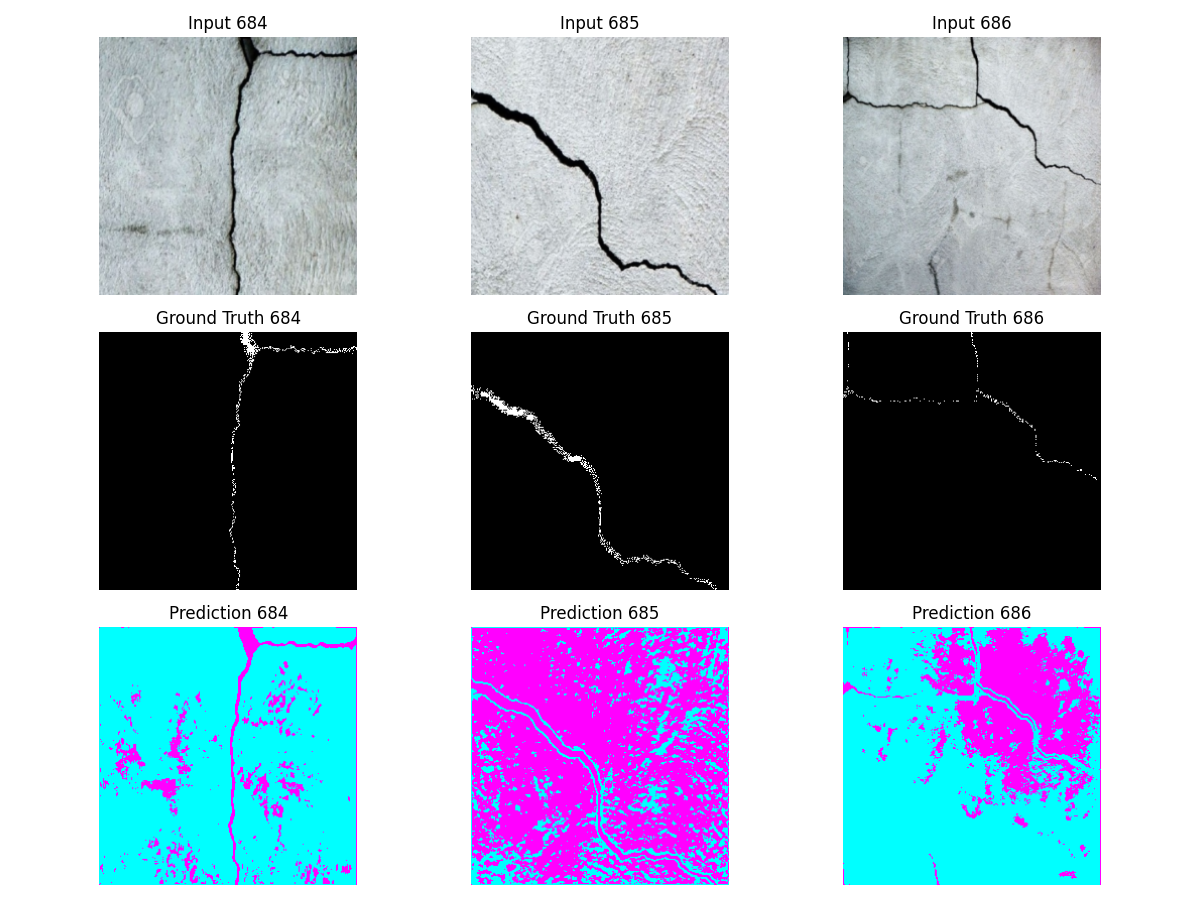 Input 684
Input 685
Input 686
Ground Truth 684
Ground Truth 685
Ground Truth 686
Prediction 684
Prediction 685
Prediction 686